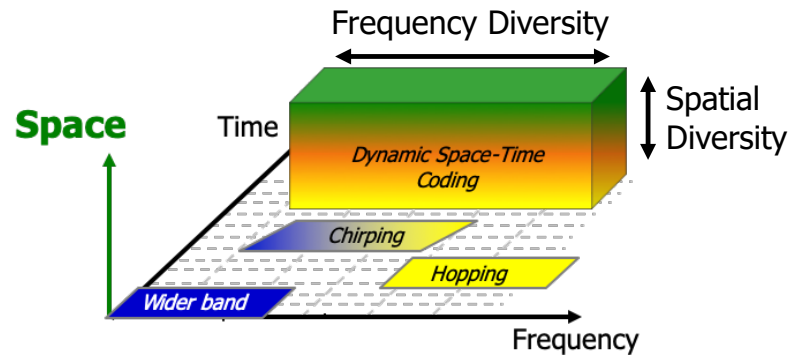 Frequency Diversity
Spatial
Diversity
Space
Time
Dynamic Space-Time
Coding
Chirping
Hopping
Wider band
Frequency